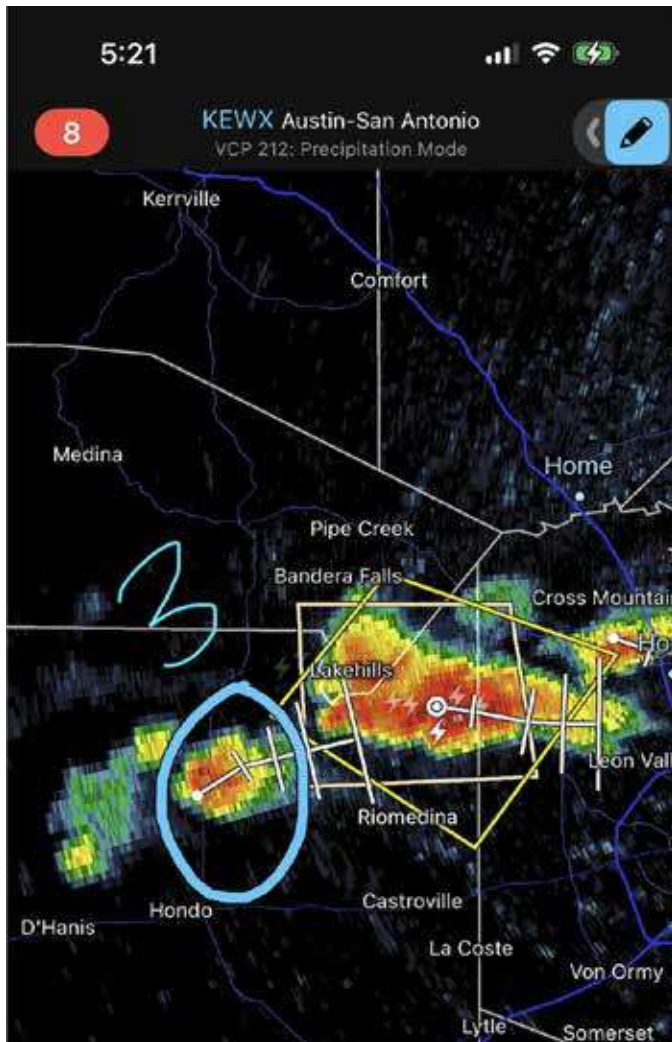 5:21
8
KEWX Austin-San Antonio
VCP 212: Precipitation Mode
Kerrville
Comfort
Medina
Home
Pipe Creek
Bandera Falls
3
Cross Mountain
Lakehills
Ho
Leon Vall
Riomedina
Castroville
Hondo
D'Hanis
La Coste
Von Ormy
Lytle
Somerset